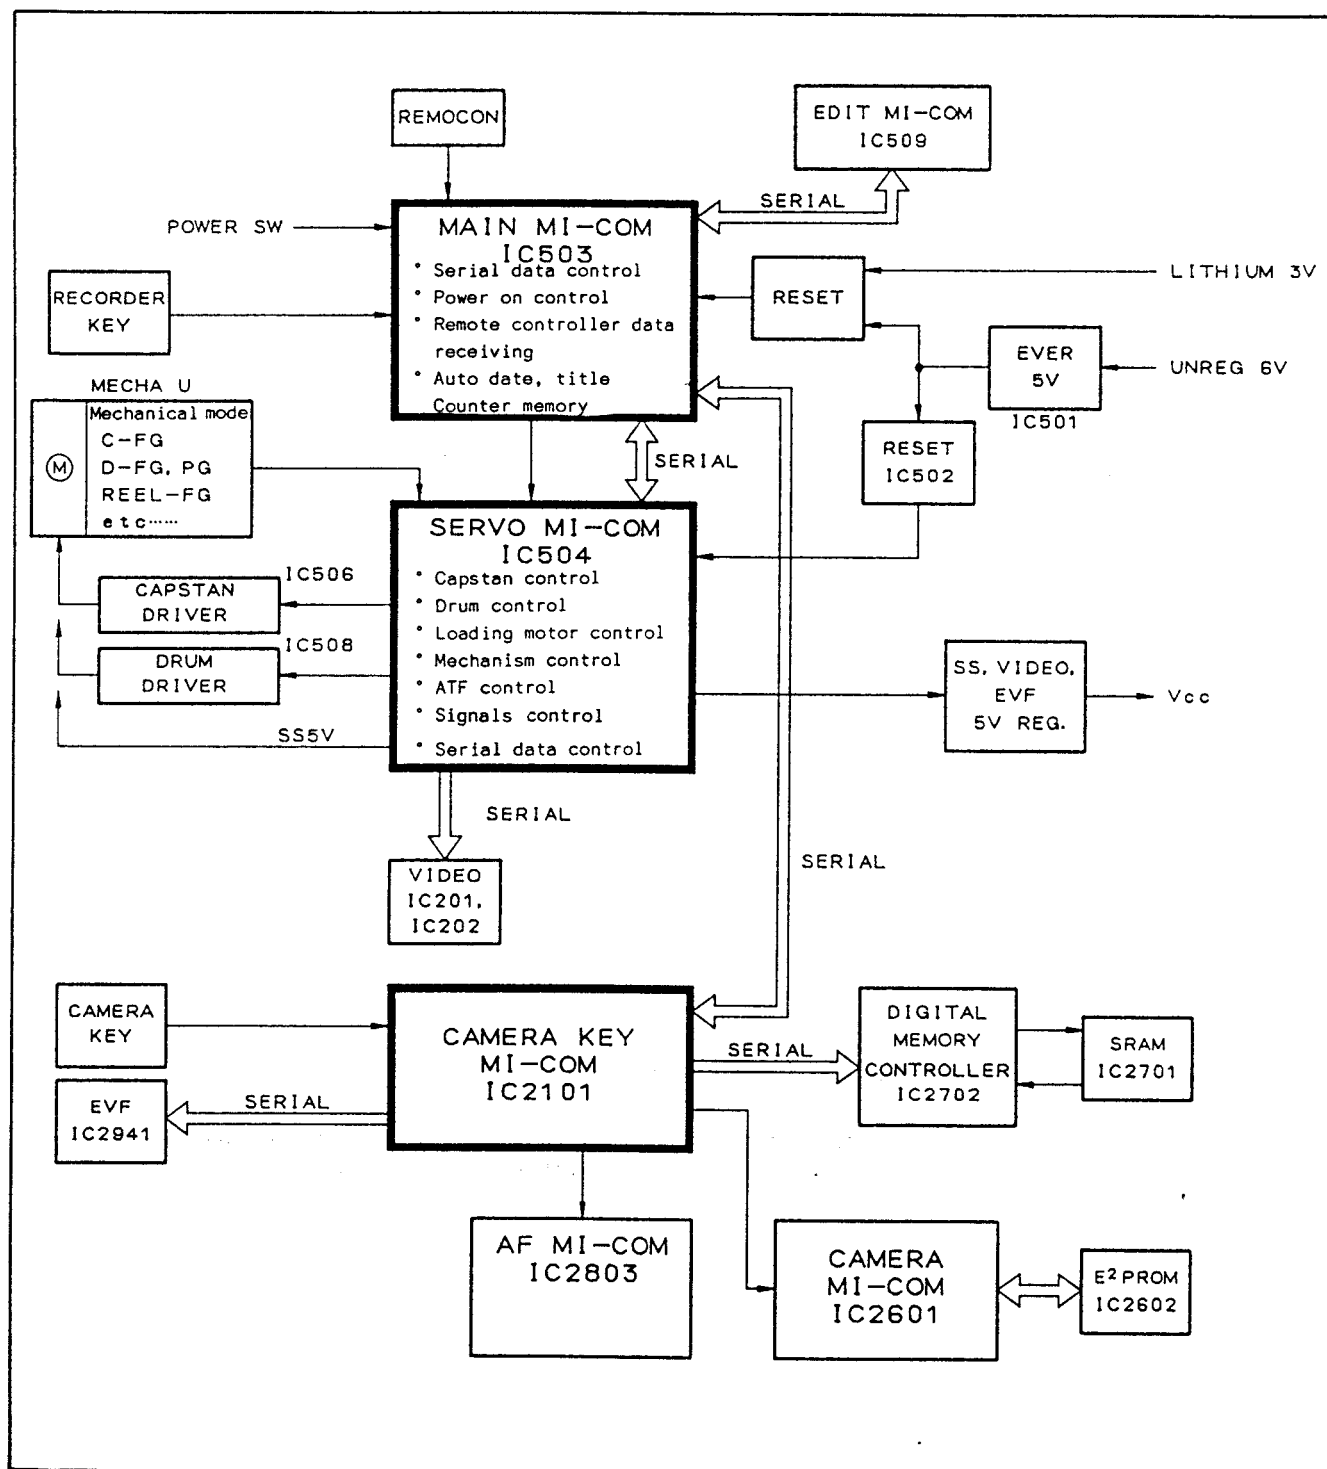 REMOCON
EDIT MI-COM
IC509
SERIAL
POWER SW
MAIN MI-COM
IC503
° Serial data control
° Power on control
° Remote controller data
receiving
° Auto date, title
Counter memory
RECORDER
KEY
RESET
LITHIUM 3V
EVER
5V
IC501
UNREG 6V
RESET
IC502
MECHA U
M
Mechanical mode
C-FG
D-FG, PG
REEL-FG
etc……
SERIAL
SERVO MI-COM
IC504
° Capstan control
° Drum control
° Loading motor control
° Mechanism control
° ATF control
° Signals control
° Serial data control
IC506
CAPSTAN
DRIVER
IC508
DRUM
DRIVER
SS5V
SS, VIDEO,
EVF
5V REG.
Vcc
SERIAL
VIDEO
IC201,
IC202
SERIAL
CAMERA
KEY
CAMERA KEY
MI-COM
IC2101
SERIAL
DIGITAL
MEMORY
CONTROLLER
IC2702
SRAM
IC2701
EVF
IC2941
SERIAL
AF MI-COM
IC2803
CAMERA
MI-COM
IC2601
E²PROM
IC2602